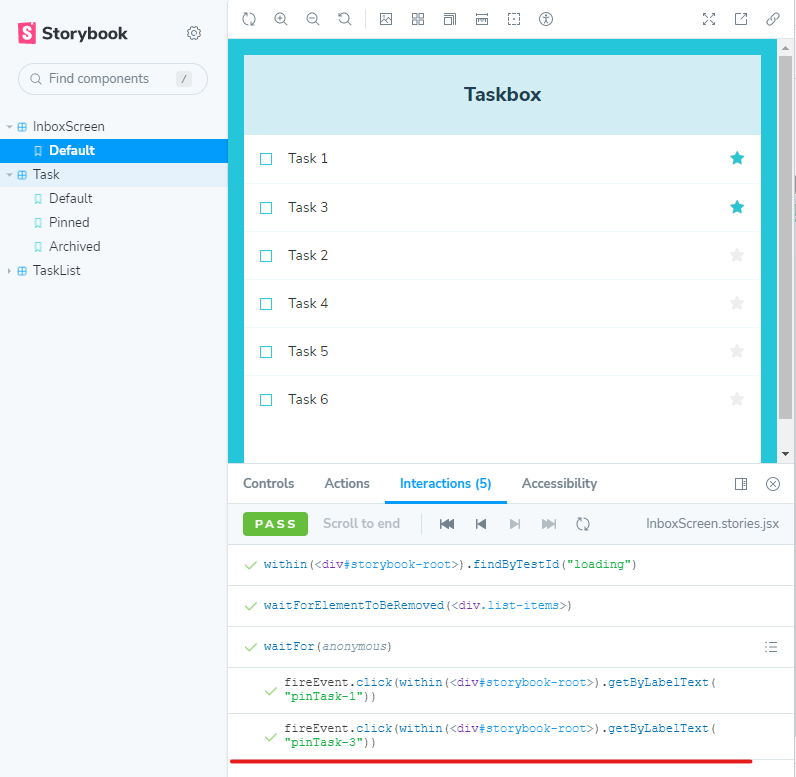 Storybook
Find components
/
InboxScreen
Default
Task
Default
Pinned
Archived
TaskList
Taskbox
Task 1
Task 3
Task 2
Task 4
Task 5
Task 6
Controls
Actions
Interactions (5)
Accessibility
PASS
Scroll to end
InboxScreen.stories.jsx
within(<div#storybook-root>).findByTestId("loading")
waitForElementToBeRemoved(<div.list-items>)
waitFor(anonymous)
fireEvent.click(within(<div#storybook-root>).getByLabelText(
"pinTask-1"))
fireEvent.click(within(<div#storybook-root>).getByLabelText(
"pinTask-3"))